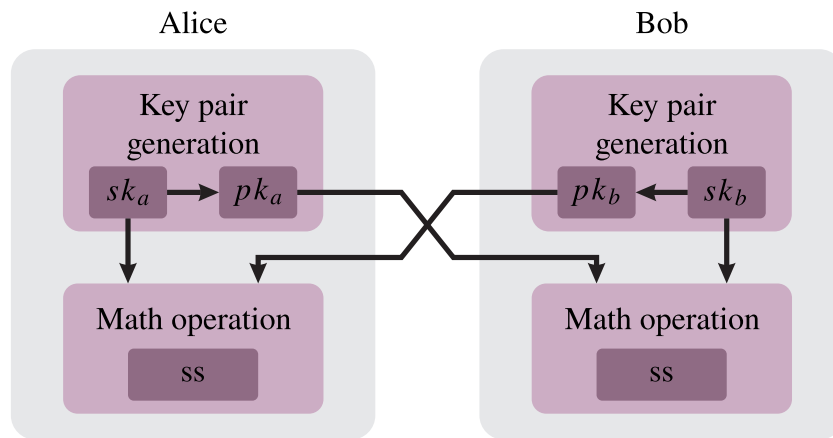 Alice
Bob
Key pair
generation
sk_a
pk_a
Key pair
generation
pk_b
sk_b
Math operation
ss
Math operation
ss